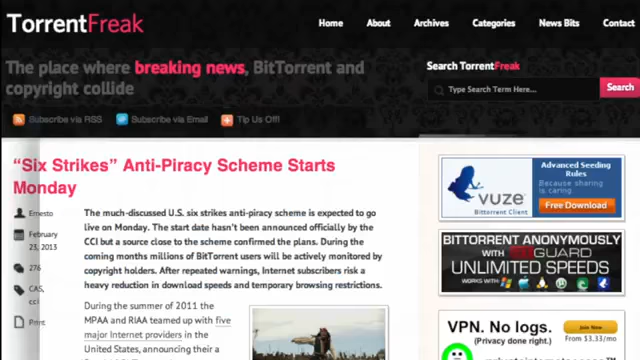 TorrentFreak
Home About Archives Categories News Bits Contact
The place where breaking news, BitTorrent and
copyright collide
Search TorrentFreak
Type Search Term Here...
Search
Subscribe via RSS Subscribe via Email Tip Us Off!
“Six Strikes” Anti-Piracy Scheme Starts
Monday
Ernesto
February
23, 2013
276
CAS,
cci
Print
The much-discussed U.S. six strikes anti-piracy scheme is expected to go
live on Monday. The start date hasn't been announced officially by the
CCI but a source close to the scheme confirmed the plans. During the
coming months millions of BitTorrent users will be actively monitored by
copyright holders. After repeated warnings, Internet subscribers risk a
heavy reduction in download speeds and temporary browsing restrictions.
During the summer of 2011 the
MPAA and RIAA teamed up with five
major Internet providers in the
United States, announcing their a
vuze
Bittorrent Client
Advanced Seeding
Rules
Because sharing
is caring
Free Download
BITTORRENT ANONYMOUSLY
WITH GUARD
UNLIMITED SPEEDS
WORKS WITH:
VPN. No logs.
(Privacy done right.)
Join Now
From $3.33/mo